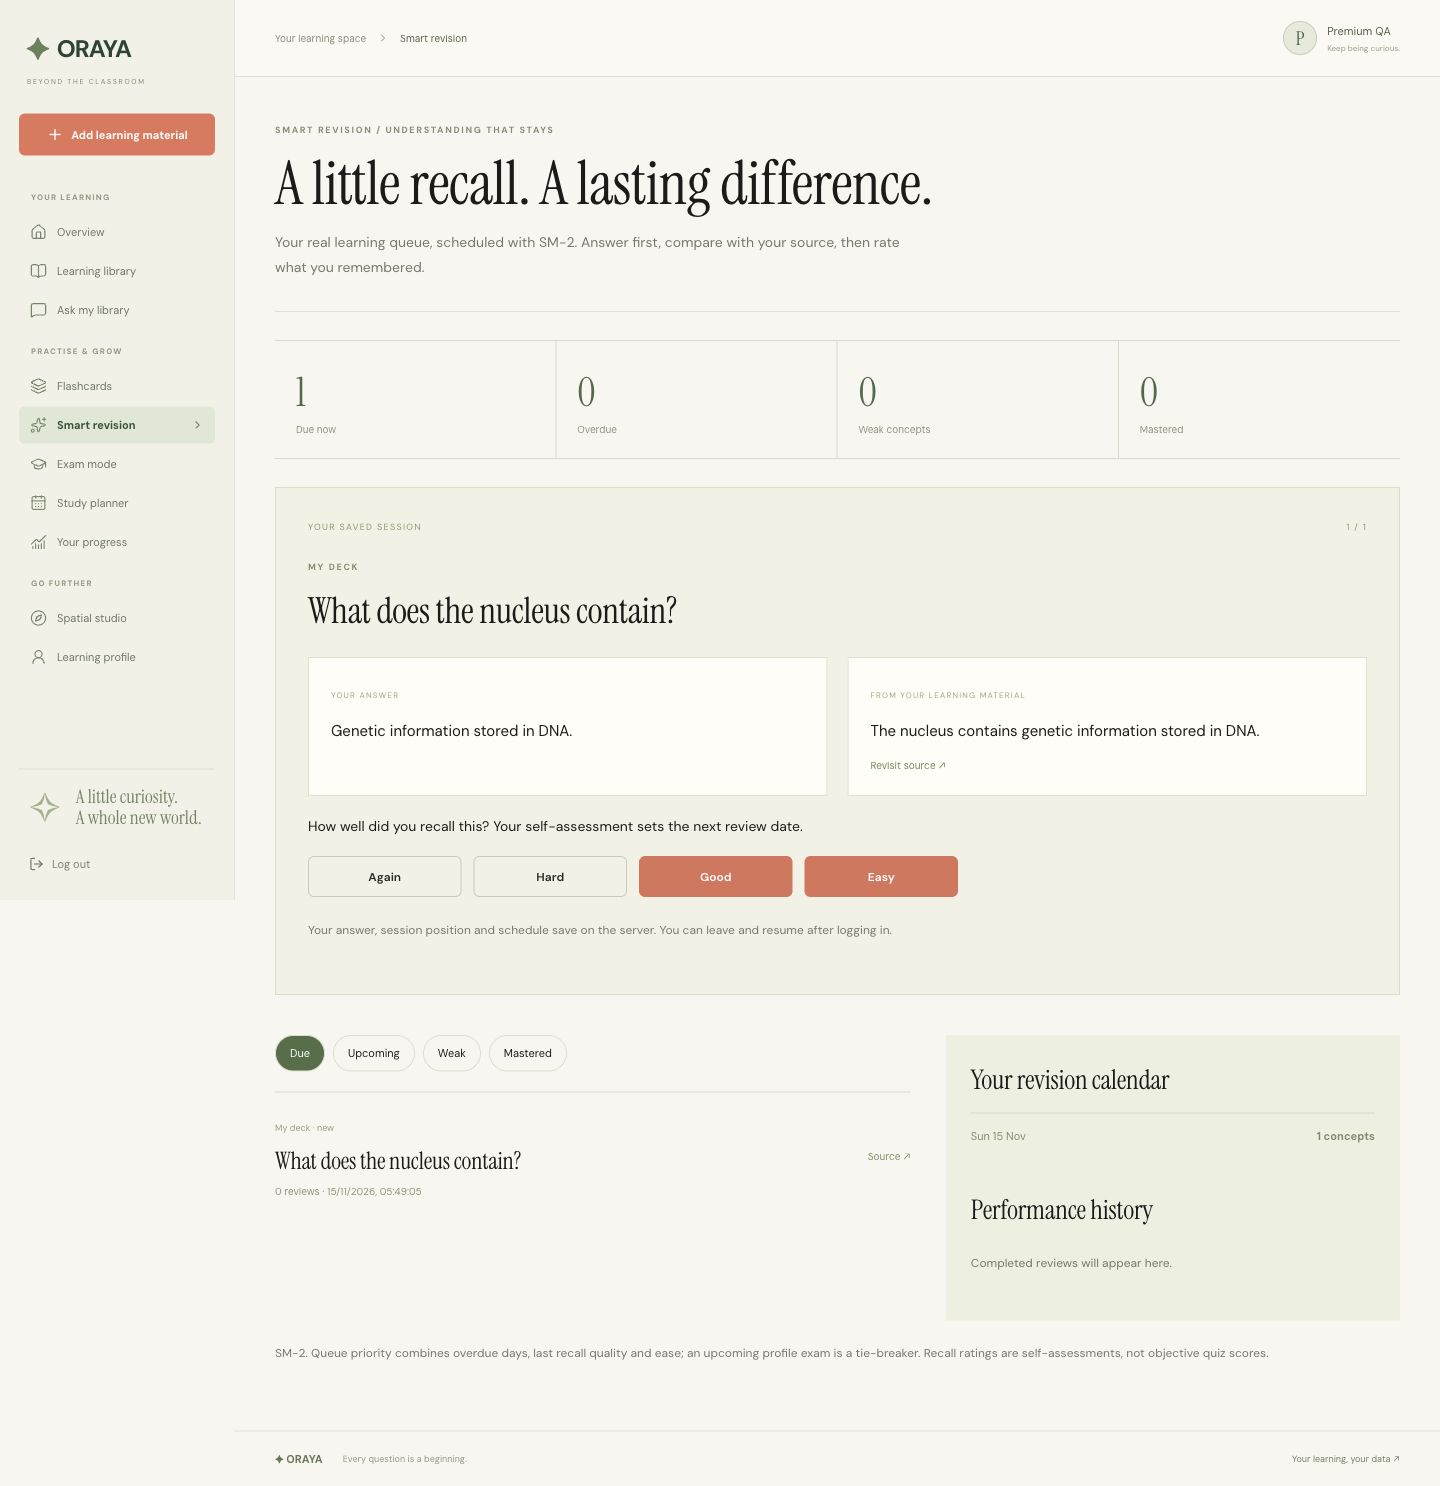 ORAYA
BEYOND THE CLASSROOM
Add learning material
YOUR LEARNING
Overview
Learning library
Ask my library
PRACTISE & GROW
Flashcards
Smart revision
Exam mode
Study planner
Your progress
GO FURTHER
Spatial studio
Learning profile
A little curiosity.
A whole new world.
Log out
Your learning space > Smart revision
P
Premium QA
Keep being curious.
SMART REVISION / UNDERSTANDING THAT STAYS
A little recall. A lasting difference.
Your real learning queue, scheduled with SM-2. Answer first, compare with your source, then rate
what you remembered.
1
Due now
0
Overdue
0
Weak concepts
0
Mastered
YOUR SAVED SESSION
1 / 1
MY DECK
What does the nucleus contain?
YOUR ANSWER
Genetic information stored in DNA.
FROM YOUR LEARNING MATERIAL
The nucleus contains genetic information stored in DNA.
Revisit source ↗
How well did you recall this? Your self-assessment sets the next review date.
Again
Hard
Good
Easy
Your answer, session position and schedule save on the server. You can leave and resume after logging in.
Due
Upcoming
Weak
Mastered
My deck · new
What does the nucleus contain?
Source ↗
0 reviews · 15/11/2026, 05:49:05
Your revision calendar
Sun 15 Nov
1 concepts
Performance history
Completed reviews will appear here.
SM-2. Queue priority combines overdue days, last recall quality and ease; an upcoming profile exam is a tie-breaker. Recall ratings are self-assessments, not objective quiz scores.
ORAYA
Every question is a beginning.
Your learning, your data ↗